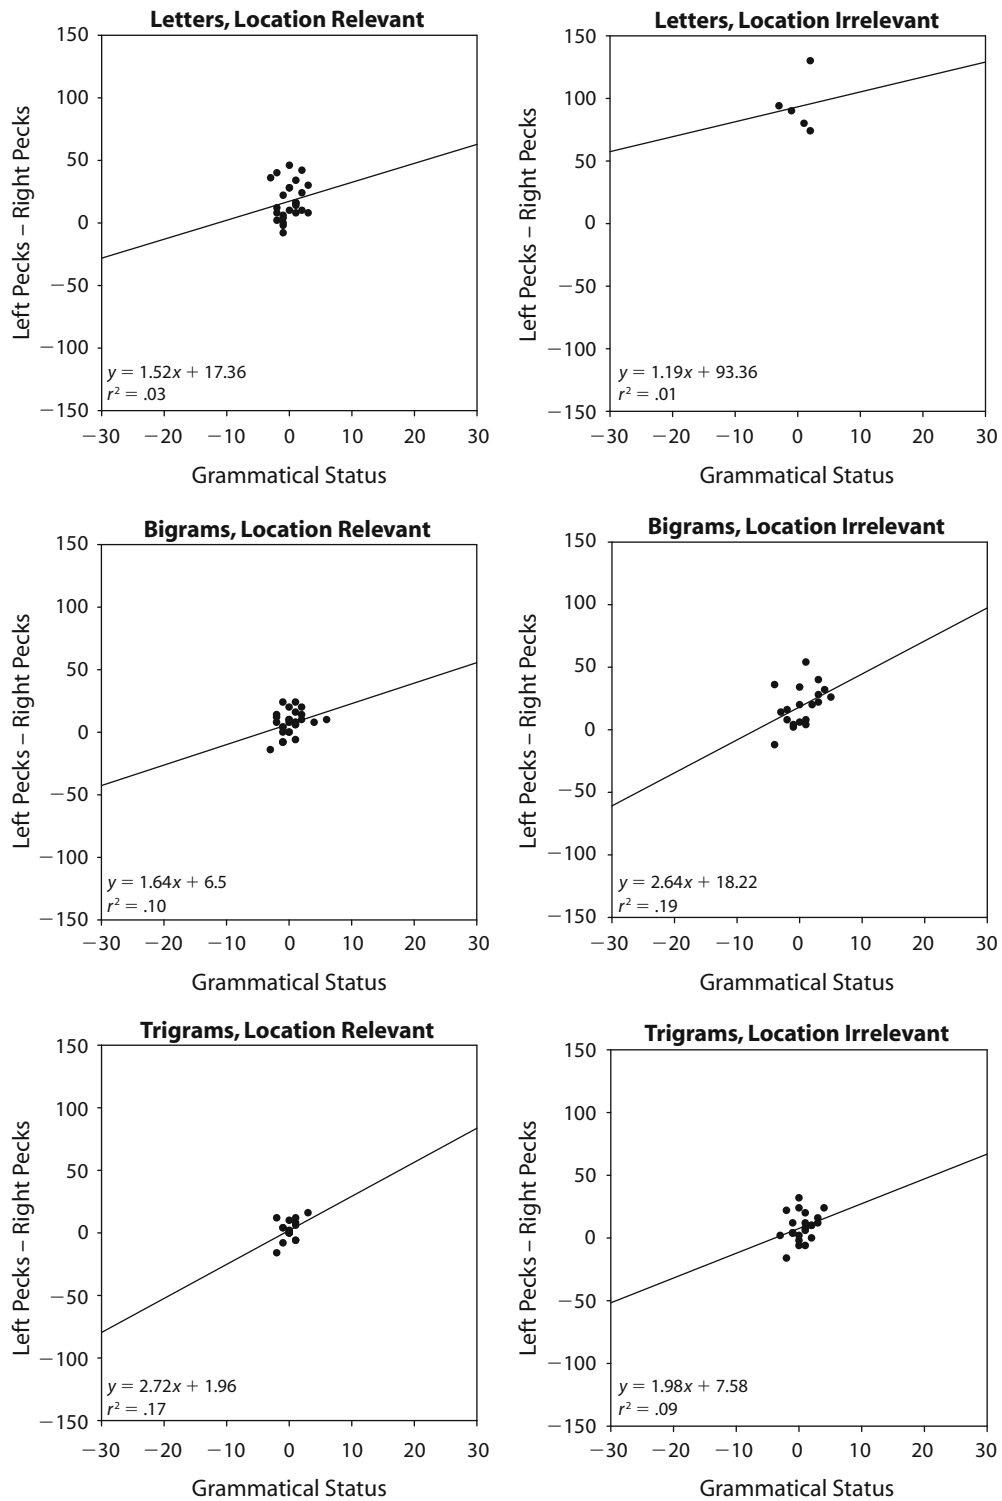 Letters, Location Relevant
150
100
50
0
−50
−100
−150
Left Pecks – Right Pecks
y = 1.52x + 17.36
r² = .03
−30 −20 −10 0 10 20 30
Grammatical Status
Letters, Location Irrelevant
150
100
50
0
−50
−100
−150
Left Pecks – Right Pecks
y = 1.19x + 93.36
r² = .01
−30 −20 −10 0 10 20 30
Grammatical Status
Bigrams, Location Relevant
150
100
50
0
−50
−100
−150
Left Pecks – Right Pecks
y = 1.64x + 6.5
r² = .10
−30 −20 −10 0 10 20 30
Grammatical Status
Bigrams, Location Irrelevant
150
100
50
0
−50
−100
−150
Left Pecks – Right Pecks
y = 2.64x + 18.22
r² = .19
−30 −20 −10 0 10 20 30
Grammatical Status
Trigrams, Location Relevant
150
100
50
0
−50
−100
−150
Left Pecks – Right Pecks
y = 2.72x + 1.96
r² = .17
−30 −20 −10 0 10 20 30
Grammatical Status
Trigrams, Location Irrelevant
150
100
50
0
−50
−100
−150
Left Pecks – Right Pecks
y = 1.98x + 7.58
r² = .09
−30 −20 −10 0 10 20 30
Grammatical Status